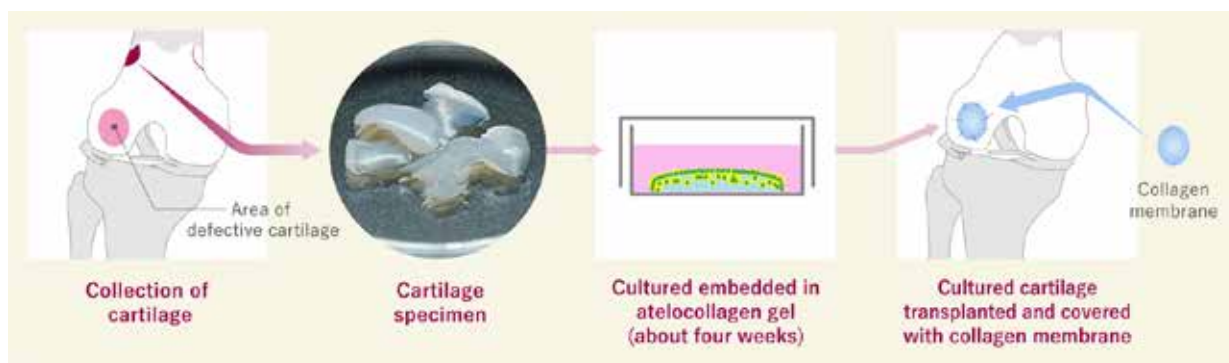 Area of
defective cartilage
Collection of
cartilage
Cartilage
specimen
Cultured embedded in
atelocollagen gel
(about four weeks)
Collagen
membrane
Cultured cartilage
transplanted and covered
with collagen membrane